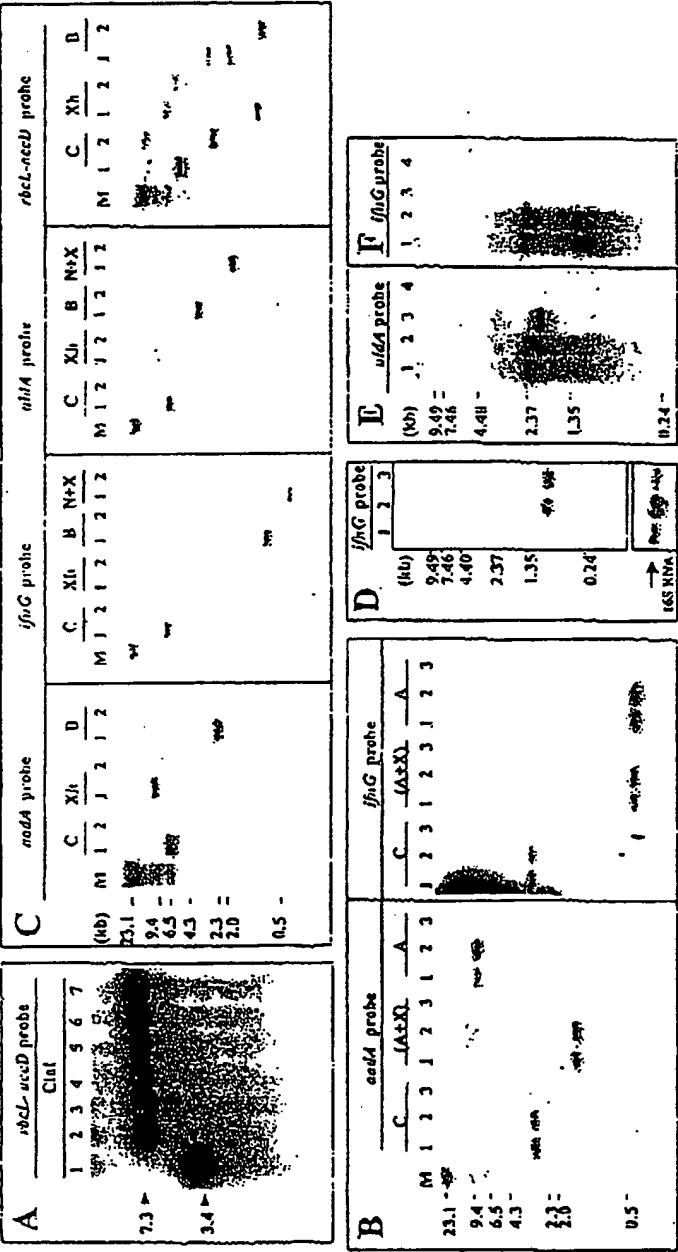 A
rbcL-accD probe
ClaI
1 2 3 4 5 6 7
7.3
3.4
B
aadA probe
ifnG probe
C (A+X) A
C (A+X) A
M 1 2 3 1 2 3 1 2 3
1 2 3 1 2 3 1 2 3
23.1
9.4
6.5
4.3
2.3
2.0
0.5
C
aadA probe
ifnG probe
uidA probe
rbcL-accD probe
C Xh B
C Xh B N+X
C Xh B N+X
C Xh B
(kb)
M 1 2 1 2 1 2
M 1 2 1 2 1 2 1 2
M 1 2 1 2 1 2 1 2
M 1 2 1 2 1 2
23.1
9.4
6.5
4.3
2.3
2.0
0.5
D
ifnG probe
(kb)
1 2 3
9.49
7.46
4.40
2.37
1.35
0.24
16S RNA
E
uidA probe
(kb)
1 2 3 4
9.49
7.46
4.40
2.37
1.35
0.24
F
ifnG probe
1 2 3 4